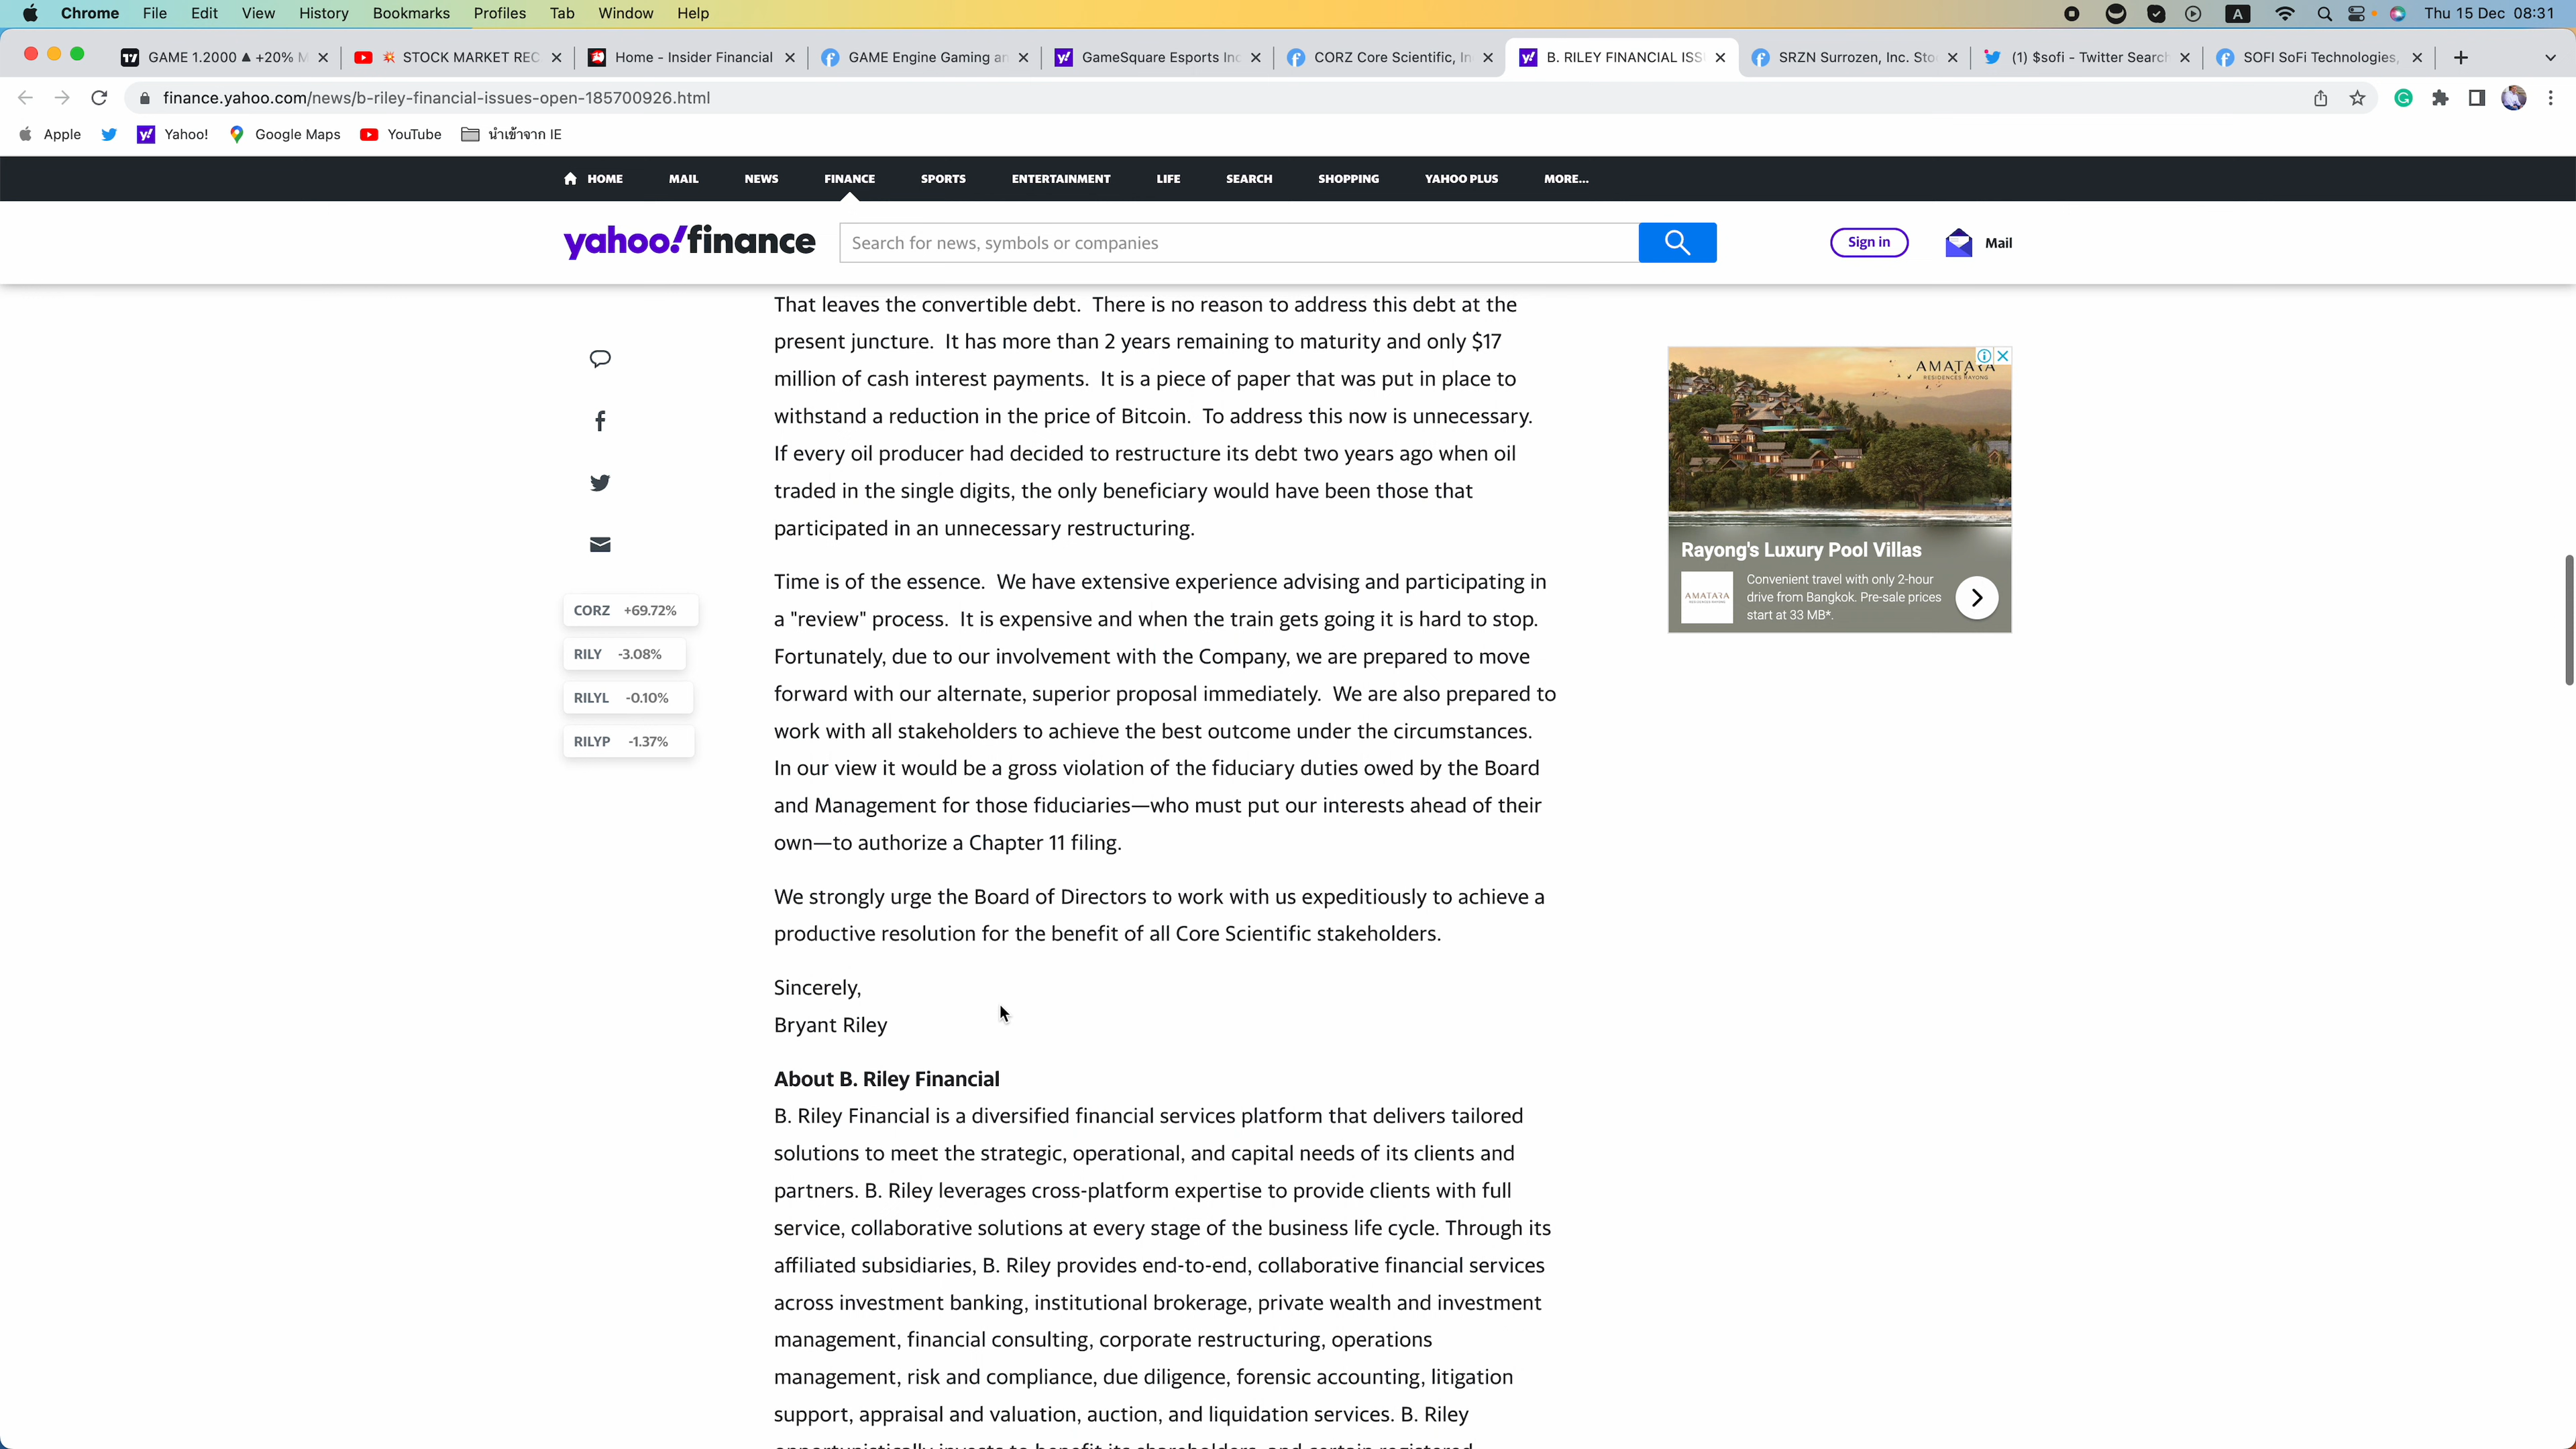 Chrome File Edit View History Bookmarks Profiles Tab Window Help A Thu 15 Dec 08:31
GAME 1.2000 ▲ +20% STOCK MARKET REC Home - Insider Financial GAME Engine Gaming an GameSquare Esports Inc CORZ Core Scientific, In B. RILEY FINANCIAL ISS SRZN Surrozen, Inc. Sto (1) $sofi - Twitter Search SOFI SoFi Technologies,
finance.yahoo.com/news/b-riley-financial-issues-open-185700926.html
Apple Yahoo! Google Maps YouTube นำเข้าจาก IE
HOME MAIL NEWS FINANCE SPORTS ENTERTAINMENT LIFE SEARCH SHOPPING YAHOO PLUS MORE...
yahoo!finance Search for news, symbols or companies Sign in Mail
That leaves the convertible debt. There is no reason to address this debt at the
present juncture. It has more than 2 years remaining to maturity and only $17
million of cash interest payments. It is a piece of paper that was put in place to
withstand a reduction in the price of Bitcoin. To address this now is unnecessary.
If every oil producer had decided to restructure its debt two years ago when oil
traded in the single digits, the only beneficiary would have been those that
participated in an unnecessary restructuring.
Time is of the essence. We have extensive experience advising and participating in
a "review" process. It is expensive and when the train gets going it is hard to stop.
Fortunately, due to our involvement with the Company, we are prepared to move
forward with our alternate, superior proposal immediately. We are also prepared to
work with all stakeholders to achieve the best outcome under the circumstances.
In our view it would be a gross violation of the fiduciary duties owed by the Board
and Management for those fiduciaries—who must put our interests ahead of their
own—to authorize a Chapter 11 filing.
We strongly urge the Board of Directors to work with us expeditiously to achieve a
productive resolution for the benefit of all Core Scientific stakeholders.
Sincerely,
Bryant Riley
About B. Riley Financial
B. Riley Financial is a diversified financial services platform that delivers tailored
solutions to meet the strategic, operational, and capital needs of its clients and
partners. B. Riley leverages cross-platform expertise to provide clients with full
service, collaborative solutions at every stage of the business life cycle. Through its
affiliated subsidiaries, B. Riley provides end-to-end, collaborative financial services
across investment banking, institutional brokerage, private wealth and investment
management, financial consulting, corporate restructuring, operations
management, risk and compliance, due diligence, forensic accounting, litigation
support, appraisal and valuation, auction, and liquidation services. B. Riley
opportunistically invests to benefit its shareholders, and certain registered
CORZ +69.72%
RILY -3.08%
RILYL -0.10%
RILYP -1.37%
AMATARA
RESIDENCES RAYONG
Rayong's Luxury Pool Villas
AMATARA
Convenient travel with only 2-hour
drive from Bangkok. Pre-sale prices
start at 33 MB*.